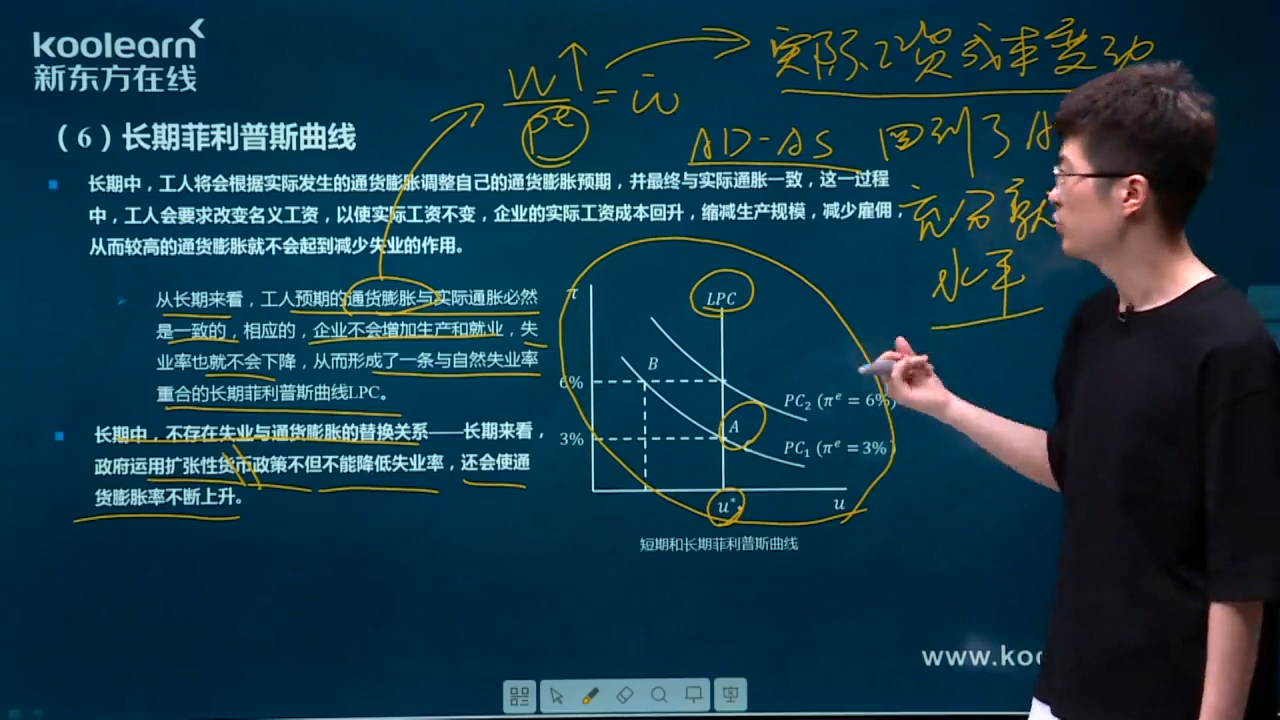 koolearn
新东方在线
W↑
P^e
= w̄
实际工资成本变动
AD-AS 回到了A
充分就
水平
（6）长期菲利普斯曲线
长期中，工人将会根据实际发生的通货膨胀调整自己的通货膨胀预期，并最终与实际通胀一致，这一过程
中，工人会要求改变名义工资，以使实际工资不变，企业的实际工资成本回升，缩减生产规模，减少雇佣，
从而较高的通货膨胀就不会起到减少失业的作用。
从长期来看，工人预期的通货膨胀与实际通胀必然
是一致的，相应的，企业不会增加生产和就业，失
业率也就不会下降，从而形成了一条与自然失业率
重合的长期菲利普斯曲线LPC。
长期中，不存在失业与通货膨胀的替换关系——长期来看，
政府运用扩张性货币政策不但不能降低失业率，还会使通
货膨胀率不断上升。
π
LPC
B
6%
PC₂ (πᵉ = 6%)
A
3%
PC₁ (πᵉ = 3%
u*
u
短期和长期菲利普斯曲线
www.koo